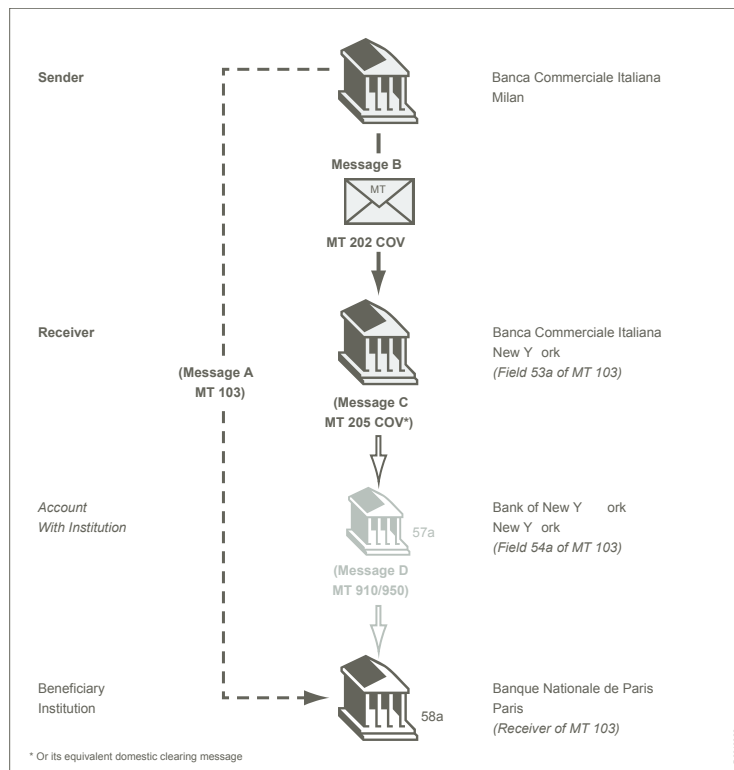 Sender
Banca Commerciale Italiana
Milan
Message B
MT
MT 202 COV
Receiver
Banca Commerciale Italiana
New Y ork
(Field 53a of MT 103)
(Message A
MT 103)
(Message C
MT 205 COV*)
Account
With Institution
57a
Bank of New Y ork
New Y ork
(Field 54a of MT 103)
(Message D
MT 910/950)
Beneficiary
Institution
58a
Banque Nationale de Paris
Paris
(Receiver of MT 103)
* Or its equivalent domestic clearing message